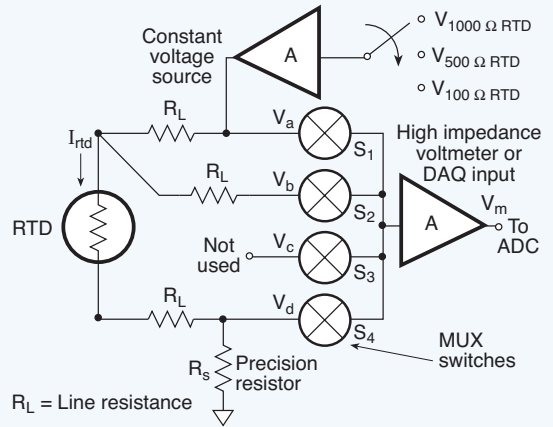 Constant
voltage
source
A
V1000 Ω RTD
V500 Ω RTD
V100 Ω RTD
RL
Va
S1
High impedance
voltmeter or
DAQ input
Irtd
RL
Vb
S2
A
Vm
To
ADC
RTD
Not
used
Vc
S3
RL
Vd
S4
MUX
switches
Rs
Precision
resistor
RL = Line resistance